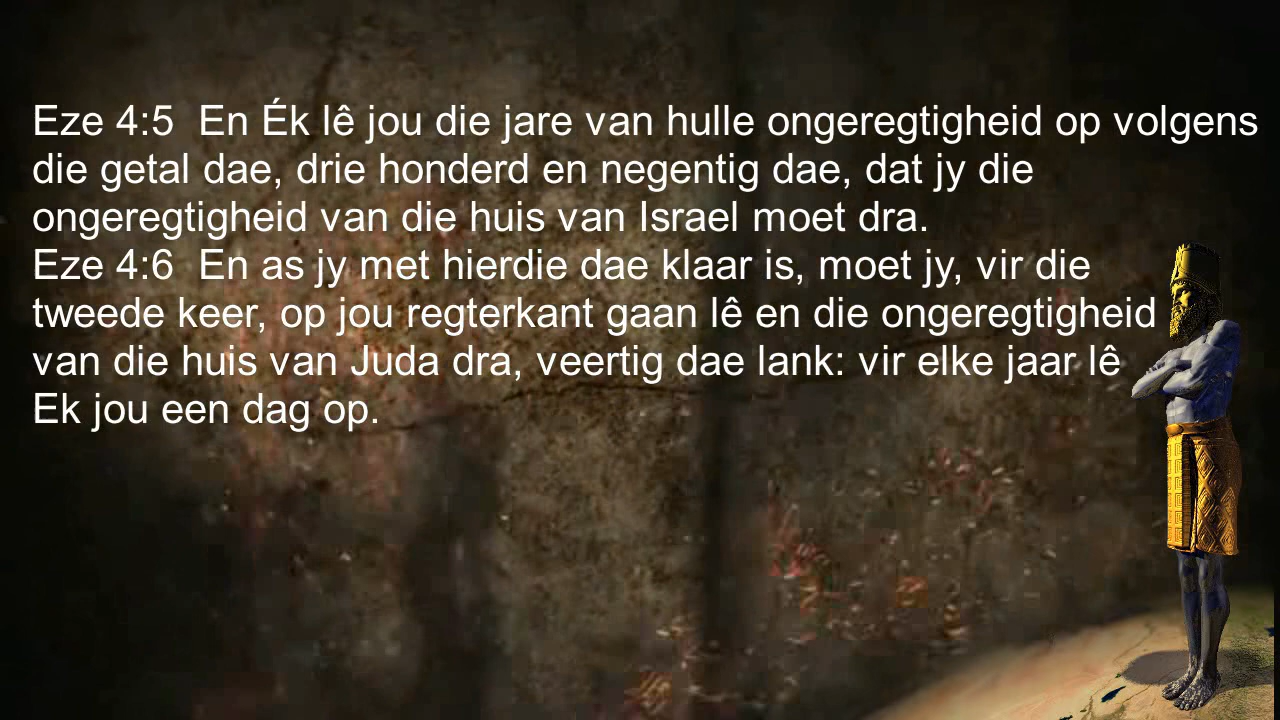 Eze 4:5  En Ék lê jou die jare van hulle ongeregtigheid op volgens
die getal dae, drie honderd en negentig dae, dat jy die
ongeregtigheid van die huis van Israel moet dra.
Eze 4:6  En as jy met hierdie dae klaar is, moet jy, vir die
tweede keer, op jou regterkant gaan lê en die ongeregtigheid
van die huis van Juda dra, veertig dae lank: vir elke jaar lê
Ek jou een dag op.